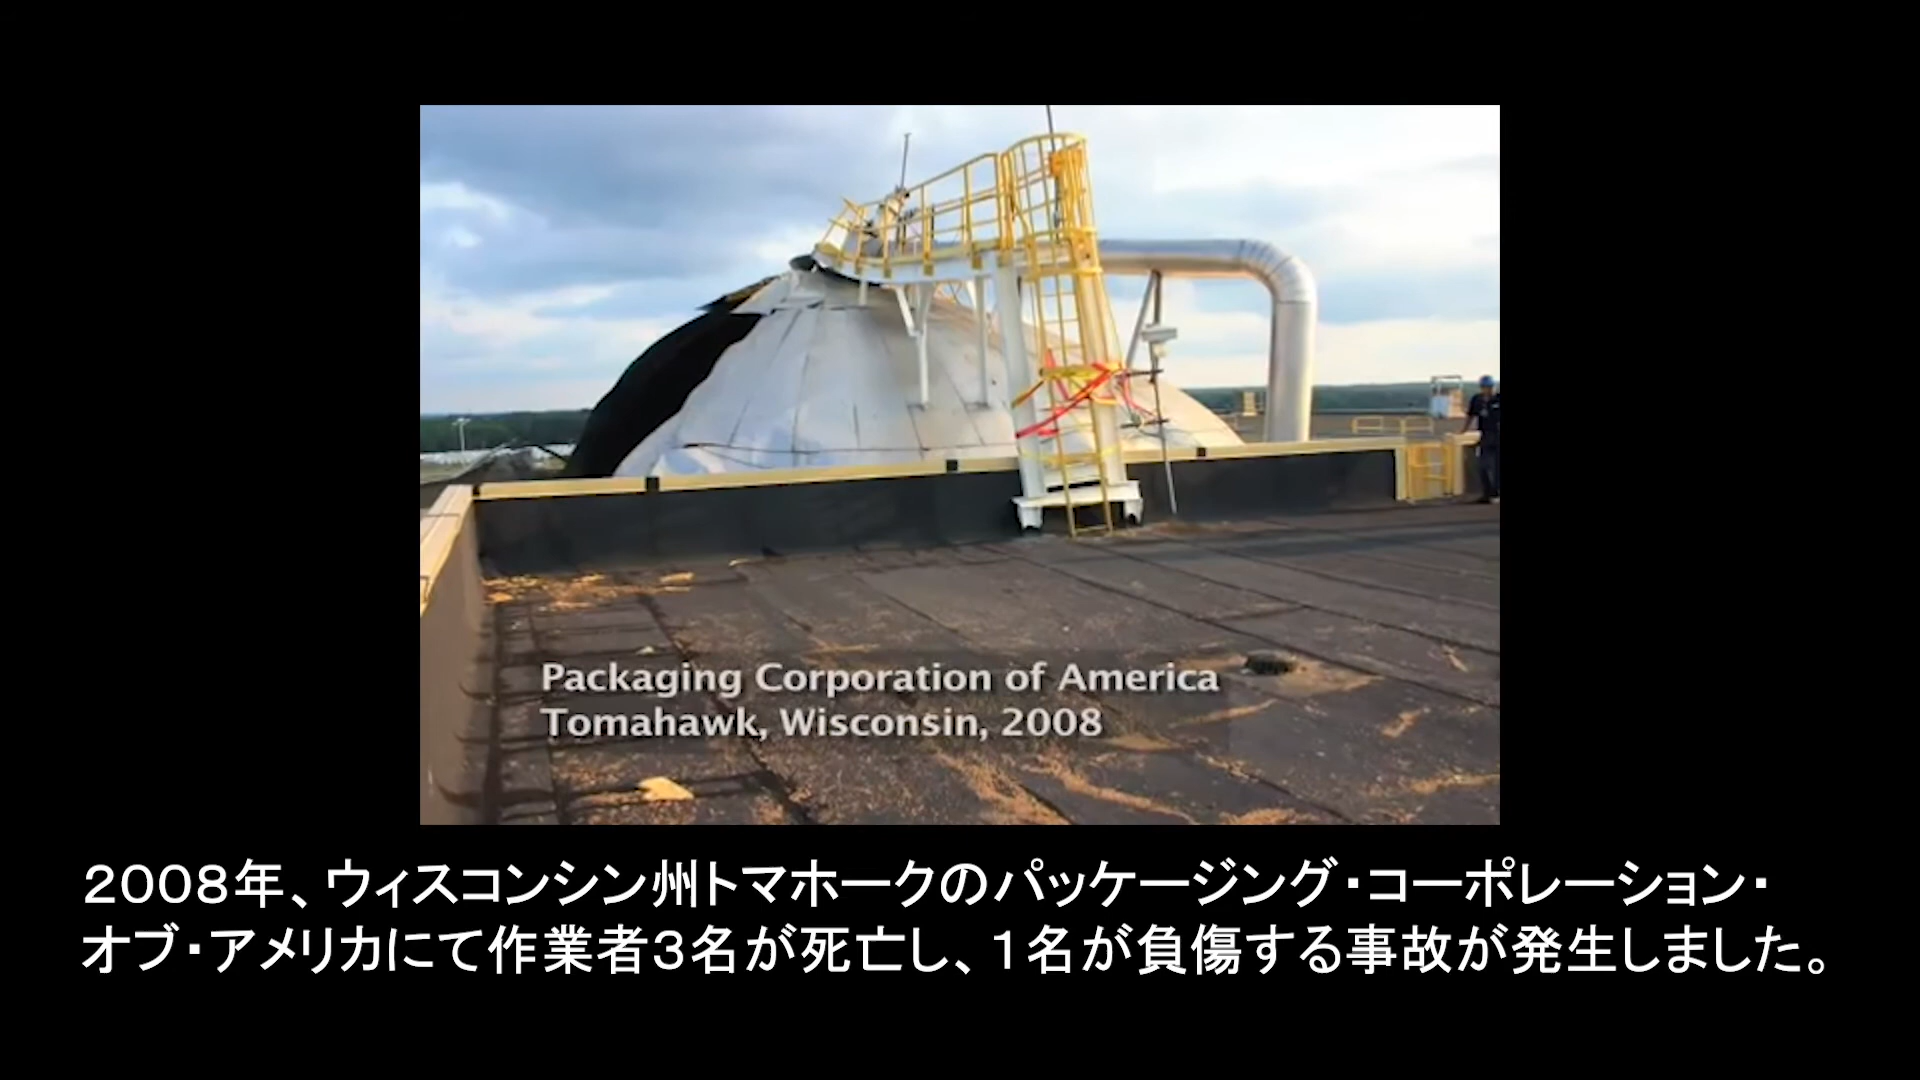 Packaging Corporation of America
Tomahawk, Wisconsin, 2008
２００８年、ウィスコンシン州トマホークのパッケージング・コーポレーション・
オブ・アメリカにて作業者３名が死亡し、１名が負傷する事故が発生しました。